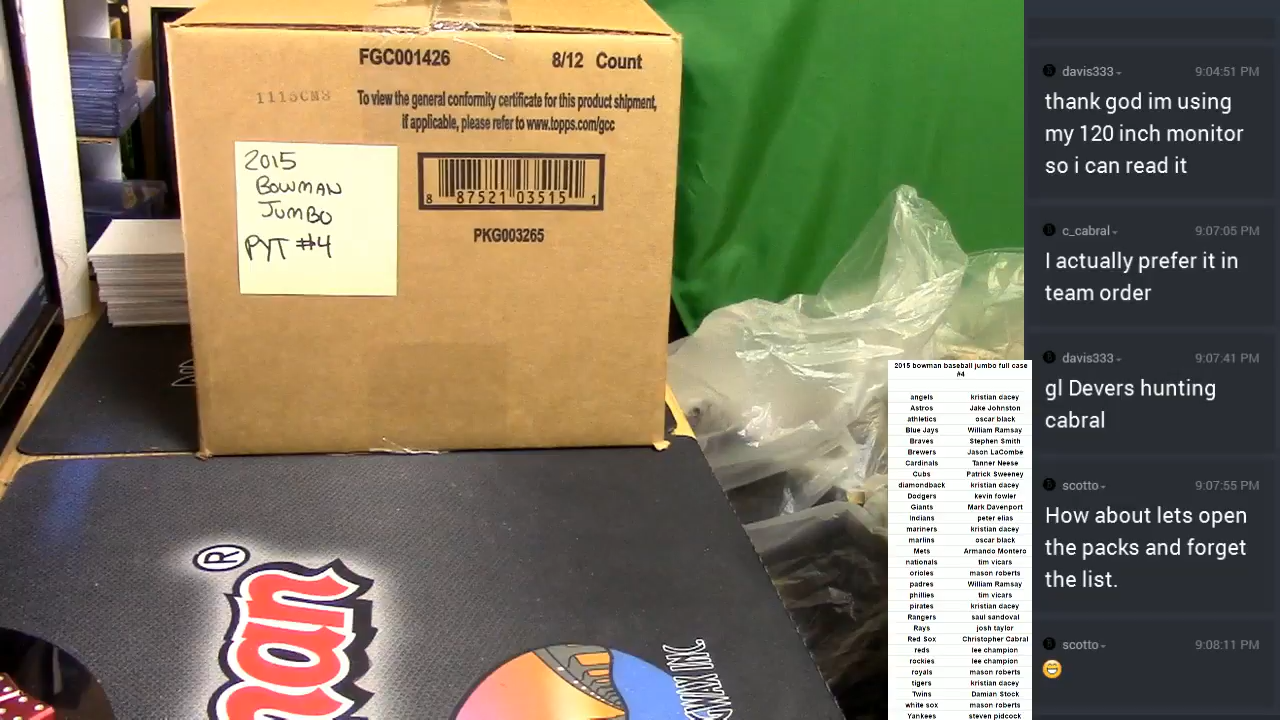 FGC001426
8/12 Count
1115CMS
To view the general conformity certificate for this product shipment,
if applicable, please refer to www.topps.com/gcc
2015
BOWMAN
JUMBO
PYT #4
8 87521 03515 1
PKG003265
®
man
GWAX INC
davis333
9:04:51 PM
thank god im using
my 120 inch monitor
so i can read it
c_cabral
9:07:05 PM
I actually prefer it in
team order
davis333
9:07:41 PM
gl Devers hunting
cabral
scotto
9:07:55 PM
How about lets open
the packs and forget
the list.
scotto
9:08:11 PM
2015 bowman baseball jumbo full case
#4
angels kristian dacey
Astros Jake Johnston
athletics oscar black
Blue Jays William Ramsay
Braves Stephen Smith
Brewers Jason LaCombe
Cardinals Tanner Neese
Cubs Patrick Sweeney
diamondback kristian dacey
Dodgers kevin fowler
Giants Mark Davenport
indians peter elias
mariners kristian dacey
marlins oscar black
Mets Armando Montero
nationals tim vicars
orioles mason roberts
padres William Ramsay
phillies tim vicars
pirates kristian dacey
Rangers saul sandoval
Rays josh taylor
Red Sox Christopher Cabral
reds lee champion
rockies lee champion
royals mason roberts
tigers kristian dacey
Twins Damian Stock
white sox mason roberts
Yankees steven pidcock